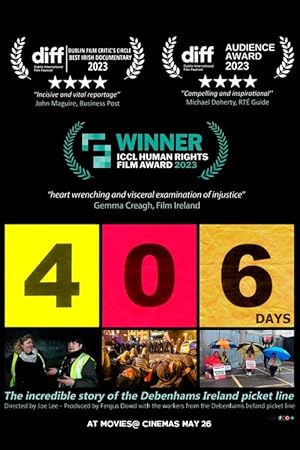 diff
Dublin International
Film Festival
DUBLIN FILM CRITIC'S CIRCLE
BEST IRISH DOCUMENTARY
2023
"Incisive and vital reportage"
John Maguire, Business Post
diff
Dublin International
Film Festival
AUDIENCE
AWARD
2023
"Compelling and inspirational"
Michael Doherty, RTÉ Guide
WINNER
ICCL HUMAN RIGHTS
FILM AWARD 2023
"heart wrenching and visceral examination of injustice"
Gemma Creagh, Film Ireland
406
DAYS
The incredible story of the Debenhams Ireland picket line
Directed by Joe Lee - Produced by Fergus Dowd with the workers from the Debenhams Ireland picket line
AT MOVIES@ CINEMAS MAY 26